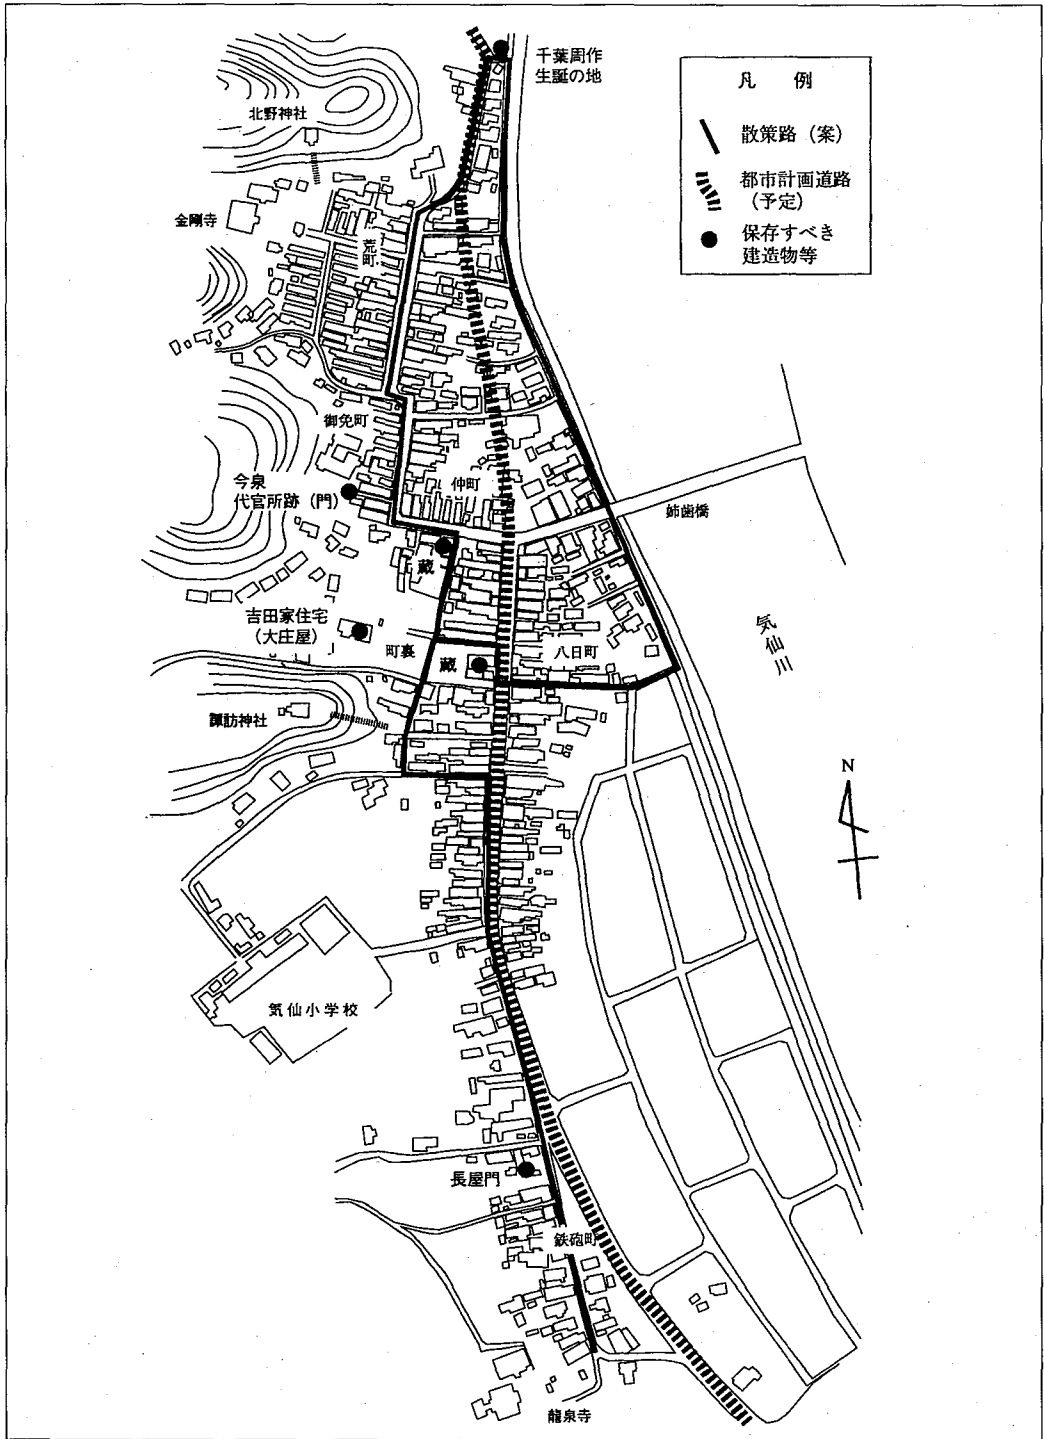 千葉周作
生誕の地
凡 例
散策路（案）
都市計画道路
（予定）
保存すべき
建造物等
北野神社
金剛寺
荒町
御免町
今泉
代官所跡（門）
仲町
姉歯橋
蔵
吉田家住宅
（大庄屋）
町裏
蔵
八日町
気仙川
諏訪神社
N
気仙小学校
長屋門
鉄砲町
龍泉寺